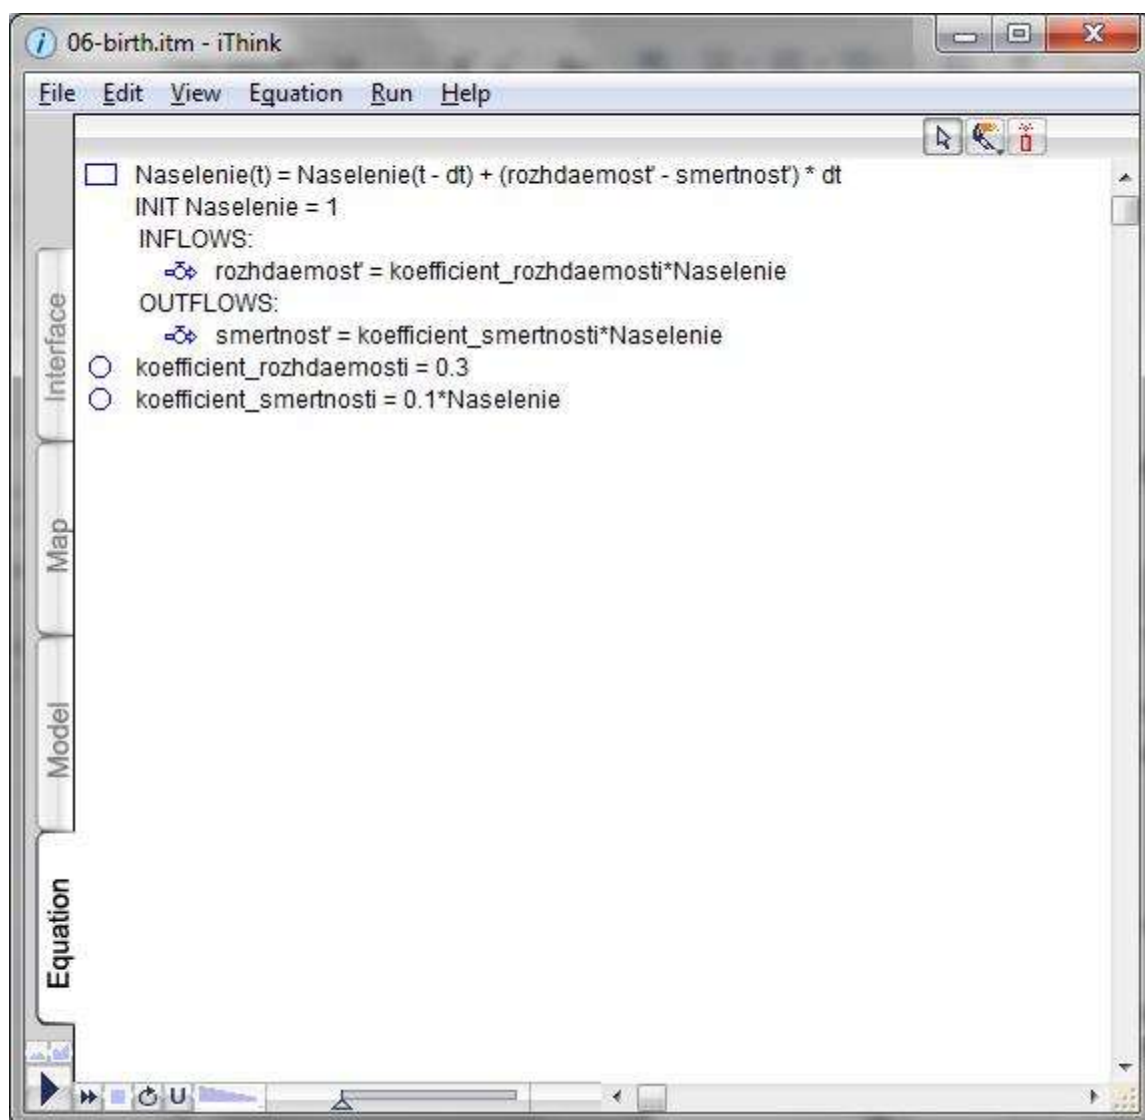 06-birth.itm - iThink
File Edit View Equation Run Help
Naselenie(t) = Naselenie(t - dt) + (rozhdaemost' - smertnost') * dt
INIT Naselenie = 1
INFLOWS:
rozhdaemost' = koefficient_rozhdaemosti*Naselenie
OUTFLOWS:
smertnost' = koefficient_smertnosti*Naselenie
koefficient_rozhdaemosti = 0.3
koefficient_smertnosti = 0.1*Naselenie
Interface
Map
Model
Equation
U